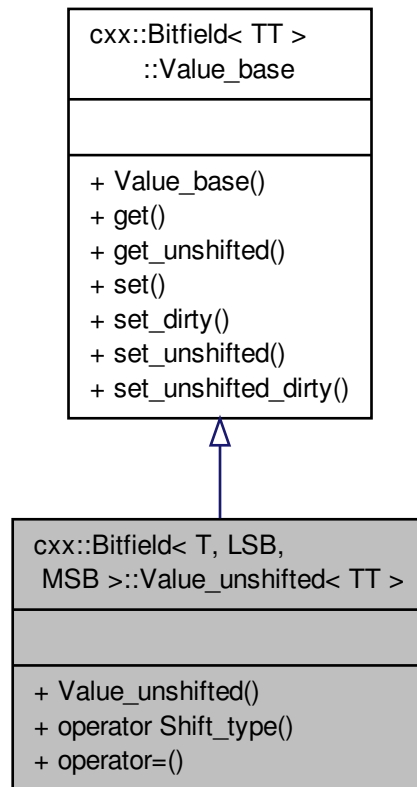 cxx::Bitfield< TT >
::Value_base
+ Value_base()
+ get()
+ get_unshifted()
+ set()
+ set_dirty()
+ set_unshifted()
+ set_unshifted_dirty()
cxx::Bitfield< T, LSB,
MSB >::Value_unshifted< TT >
+ Value_unshifted()
+ operator Shift_type()
+ operator=()